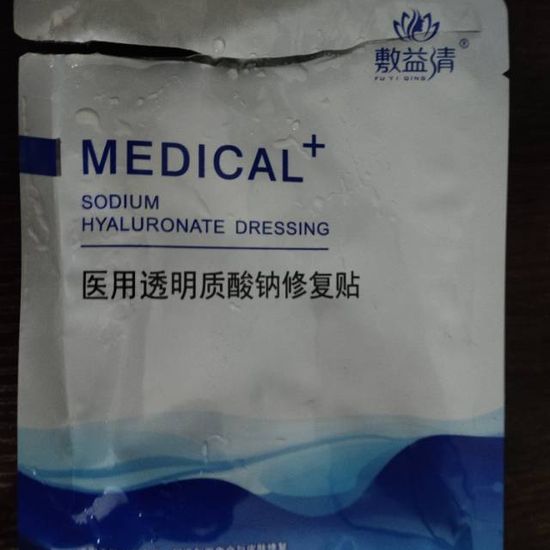 敷益清®
FU YI QING
MEDICAL+
SODIUM
HYALURONATE DRESSING
医用透明质酸钠修复贴